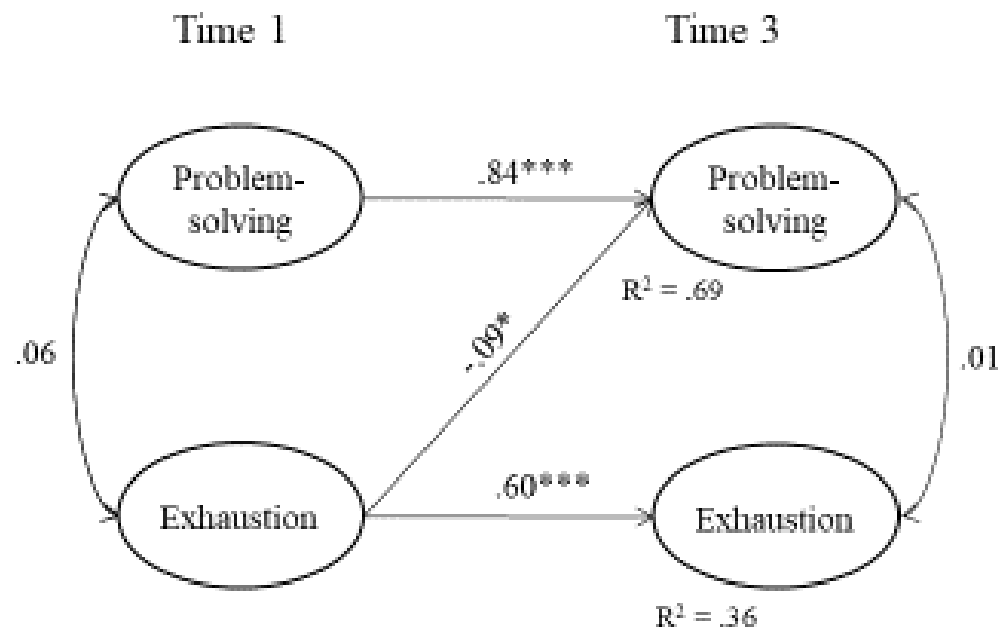 Time 1
Time 3
Problem-
solving
.84***
Problem-
solving
R² = .69
.06
-.09*
.01
Exhaustion
.60***
Exhaustion
R² = .36